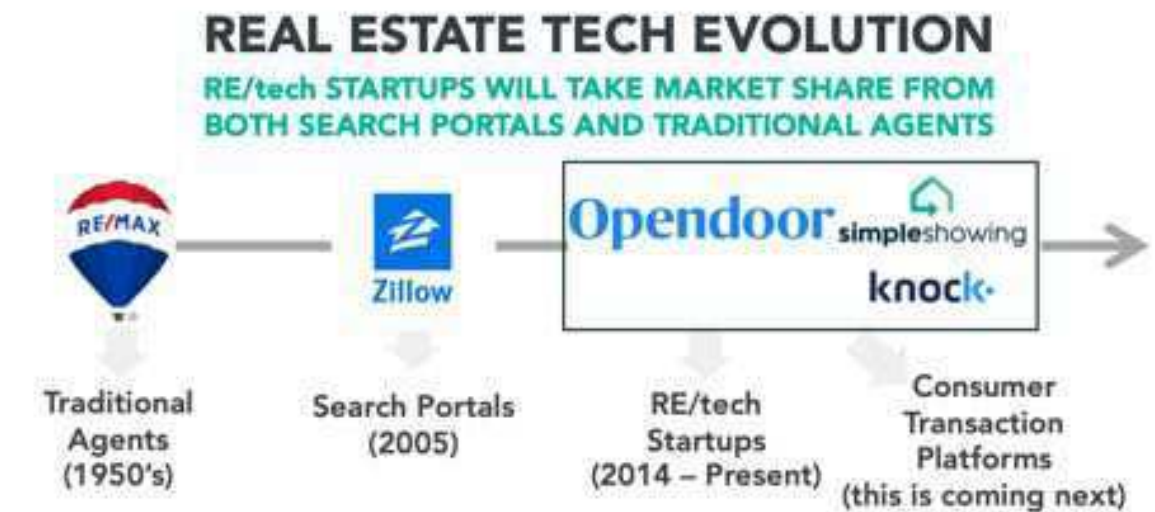 REAL ESTATE TECH EVOLUTION
RE/tech STARTUPS WILL TAKE MARKET SHARE FROM
BOTH SEARCH PORTALS AND TRADITIONAL AGENTS
RE/MAX
Zillow
Opendoor
simpleshowing
knock
Traditional
Agents
(1950's)
Search Portals
(2005)
RE/tech
Startups
(2014 – Present)
Consumer
Transaction
Platforms
(this is coming next)